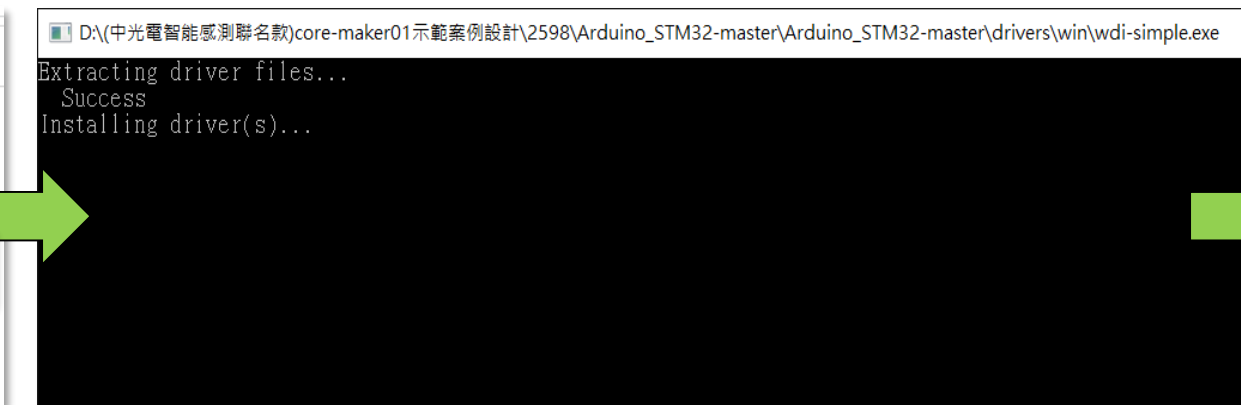 D:\(中光電智能感測聯名款)core-maker01示範案例設計\2598\Arduino_STM32-master\Arduino_STM32-master\drivers\win\wdi-simple.exe
Extracting driver files...
  Success
Installing driver(s)...